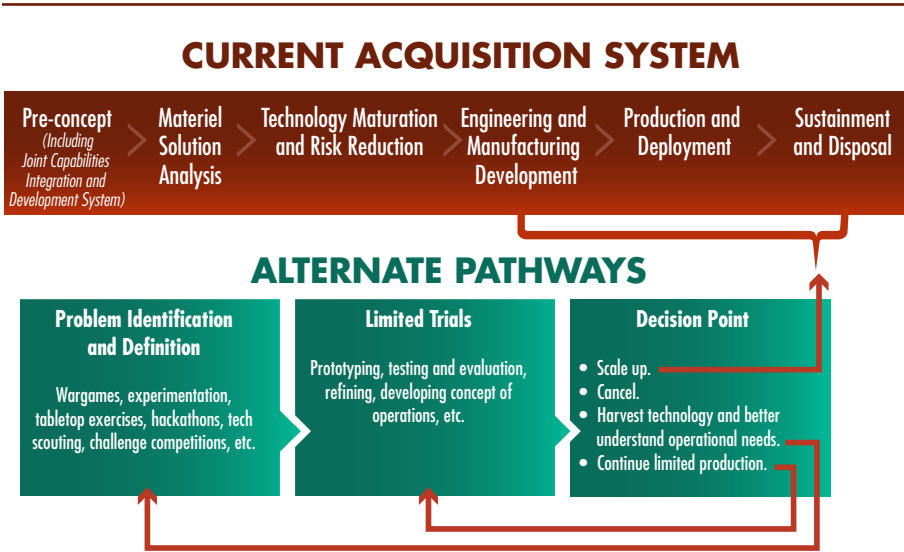 CURRENT ACQUISITION SYSTEM
Pre-concept
(Including
Joint Capabilities
Integration and
Development System)
Materiel
Solution
Analysis
Technology Maturation
and Risk Reduction
Engineering and
Manufacturing
Development
Production and
Deployment
Sustainment
and Disposal
ALTERNATE PATHWAYS
Problem Identification
and Definition
Wargames, experimentation,
tabletop exercises, hackathons, tech
scouting, challenge competitions, etc.
Limited Trials
Prototyping, testing and evaluation,
refining, developing concept of
operations, etc.
Decision Point
• Scale up.
• Cancel.
• Harvest technology and better
understand operational needs.
• Continue limited production.